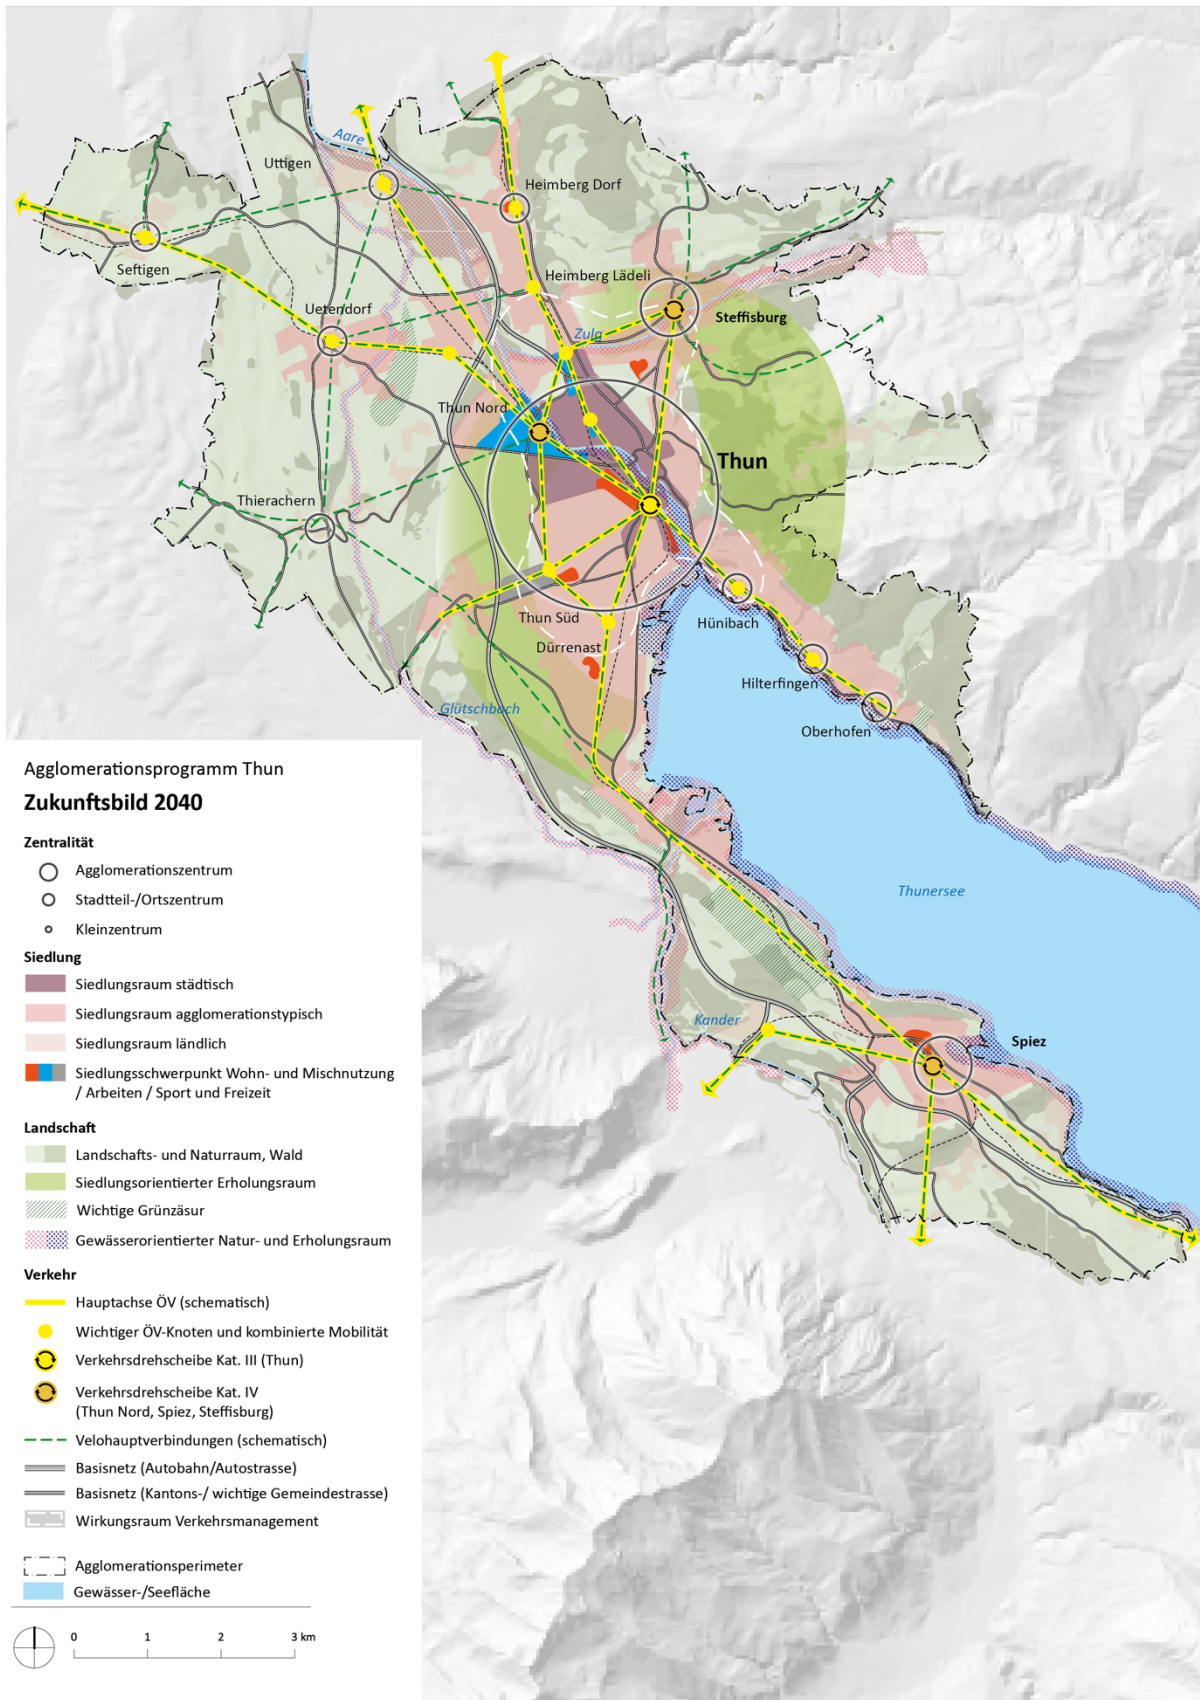 Aare
Uttigen
Heimberg Dorf
Seftigen
Heimberg Lädeli
Uetendorf
Steffisburg
Zulg
Thun Nord
Thun
Thierachern
Thun Süd
Hünibach
Dürrenast
Hilterfingen
Glütschbach
Oberhofen
Agglomerationsprogramm Thun
Zukunftsbild 2040
Zentralität
Agglomerationszentrum
Stadtteil-/Ortszentrum
Kleinzentrum
Siedlung
Siedlungsraum städtisch
Siedlungsraum agglomerationstypisch
Siedlungsraum ländlich
Siedlungsschwerpunkt Wohn- und Mischnutzung
/ Arbeiten / Sport und Freizeit
Landschaft
Landschafts- und Naturraum, Wald
Siedlungsorientierter Erholungsraum
Wichtige Grünzäsur
Gewässerorientierter Natur- und Erholungsraum
Verkehr
Hauptachse ÖV (schematisch)
Wichtiger ÖV-Knoten und kombinierte Mobilität
Verkehrsdrehscheibe Kat. III (Thun)
Verkehrsdrehscheibe Kat. IV
(Thun Nord, Spiez, Steffisburg)
Velohauptverbindungen (schematisch)
Basisnetz (Autobahn/Autostrasse)
Basisnetz (Kantons-/ wichtige Gemeindestrasse)
Wirkungsraum Verkehrsmanagement
Agglomerationsperimeter
Gewässer-/Seefläche
0 1 2 3 km
Thunersee
Kander
Spiez